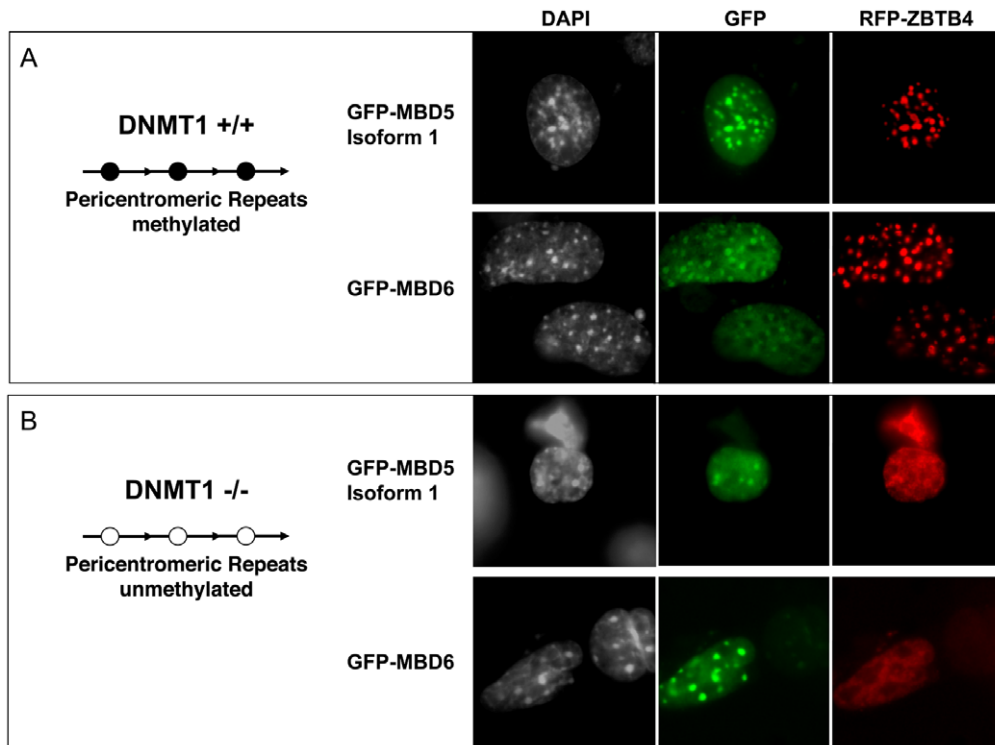 DAPI GFP RFP-ZBTB4
A
GFP-MBD5
Isoform 1
DNMT1 +/+
Pericentromeric Repeats
methylated
GFP-MBD6
B
GFP-MBD5
Isoform 1
DNMT1 -/-
Pericentromeric Repeats
unmethylated
GFP-MBD6